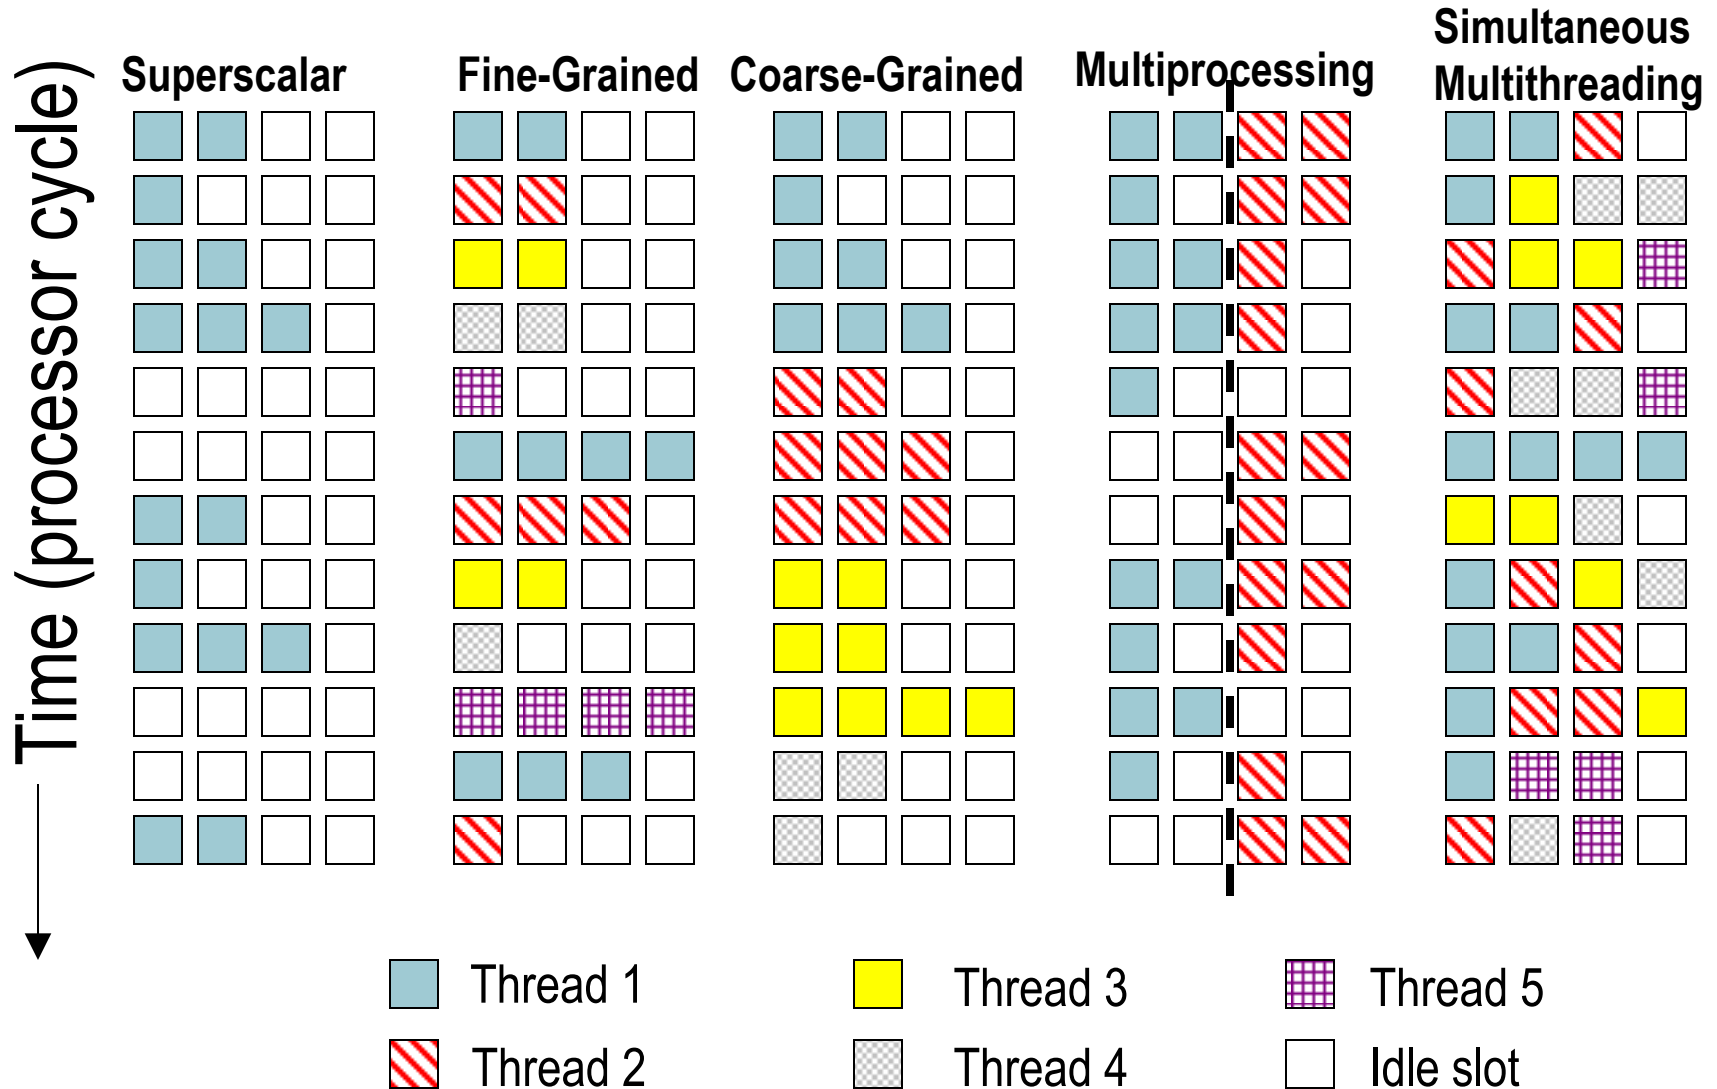 Time (processor cycle)
Superscalar
Fine-Grained
Coarse-Grained
Multiprocessing
Simultaneous
Multithreading
Thread 1
Thread 3
Thread 5
Thread 2
Thread 4
Idle slot